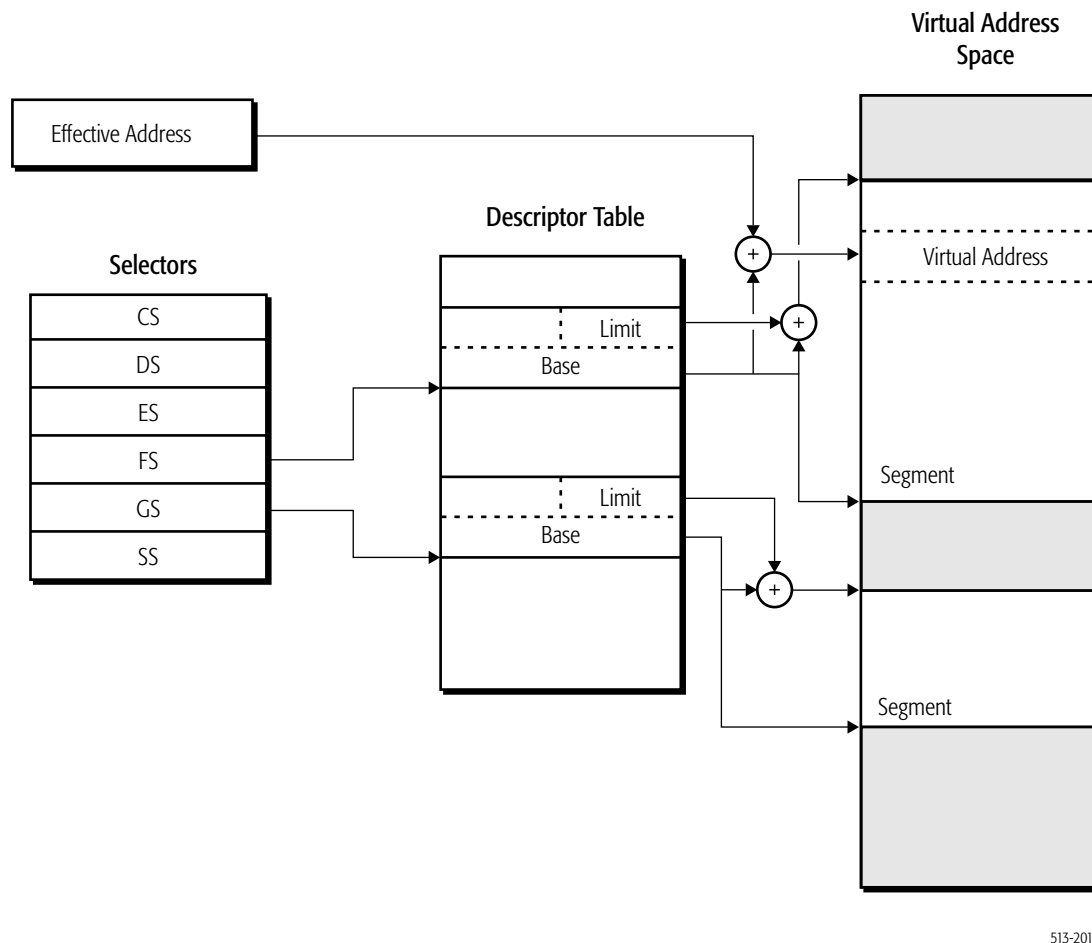 Virtual Address
Space
Effective Address
Descriptor Table
Selectors
Virtual Address
CS
DS
ES
FS
GS
SS
Limit
Base
Limit
Base
Segment
Segment
513-201